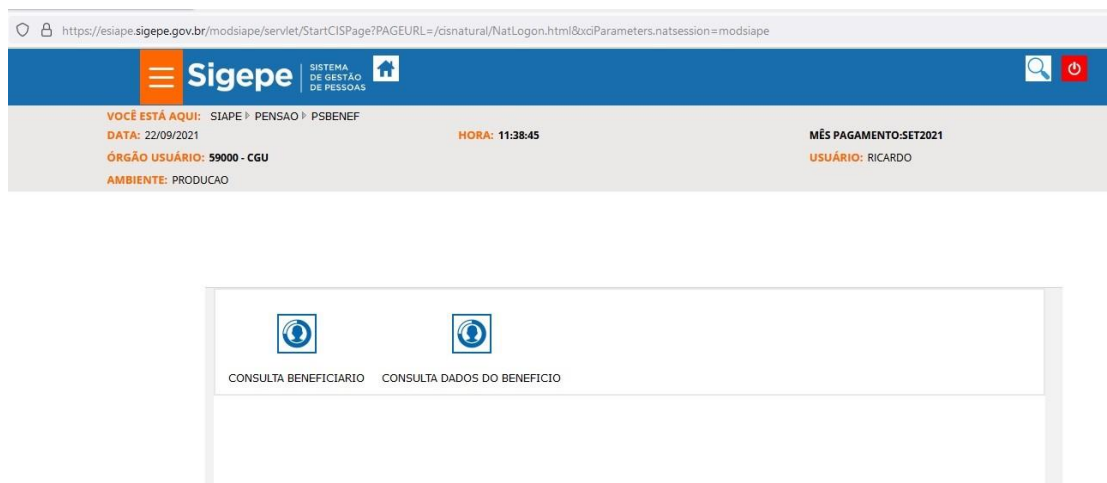 https://esiape.sigepe.gov.br/modsiape/servlet/StartCISPage?PAGEURL=/cisnatural/NatLogon.html&xciParameters.natsession=modsiape
Sigepe SISTEMA
DE GESTÃO
DE PESSOAS
VOCÊ ESTÁ AQUI: SIAPE PENSAO PSBENEF
DATA: 22/09/2021 HORA: 11:38:45 MÊS PAGAMENTO:SET2021
ÓRGÃO USUÁRIO: 59000 - CGU USUÁRIO: RICARDO
AMBIENTE: PRODUCAO
CONSULTA BENEFICIARIO CONSULTA DADOS DO BENEFICIO